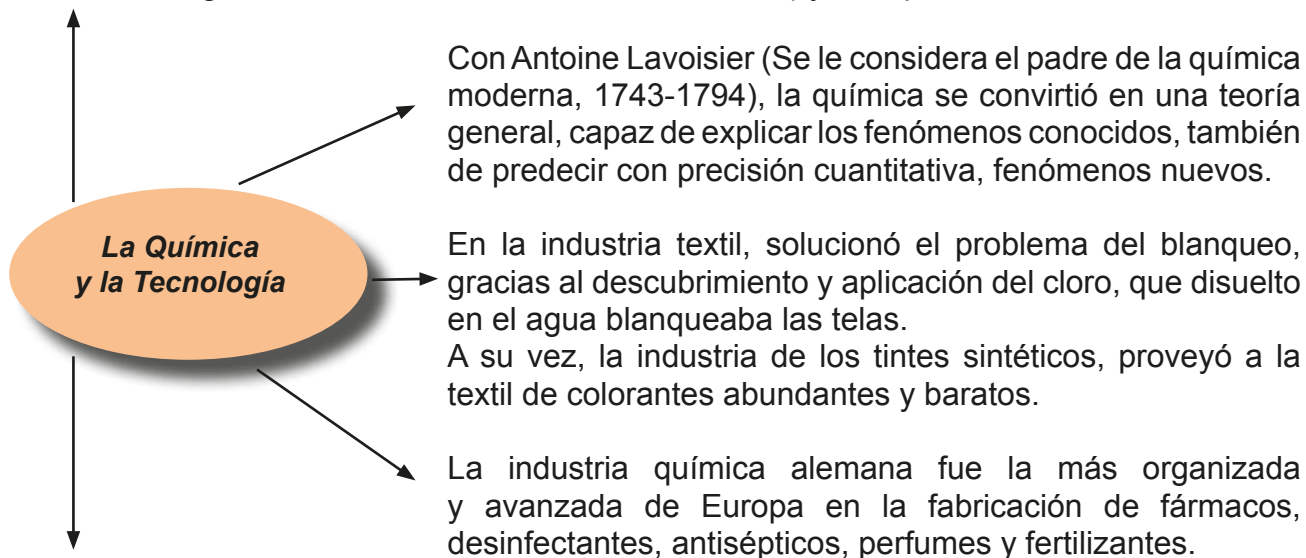 Con Antoine Lavoisier (Se le considera el padre de la química
moderna, 1743-1794), la química se convirtió en una teoría
general, capaz de explicar los fenómenos conocidos, también
de predecir con precisión cuantitativa, fenómenos nuevos.
La Química
y la Tecnología
En la industria textil, solucionó el problema del blanqueo,
gracias al descubrimiento y aplicación del cloro, que disuelto
en el agua blanqueaba las telas.
A su vez, la industria de los tintes sintéticos, proveyó a la
textil de colorantes abundantes y baratos.
La industria química alemana fue la más organizada
y avanzada de Europa en la fabricación de fármacos,
desinfectantes, antisépticos, perfumes y fertilizantes.